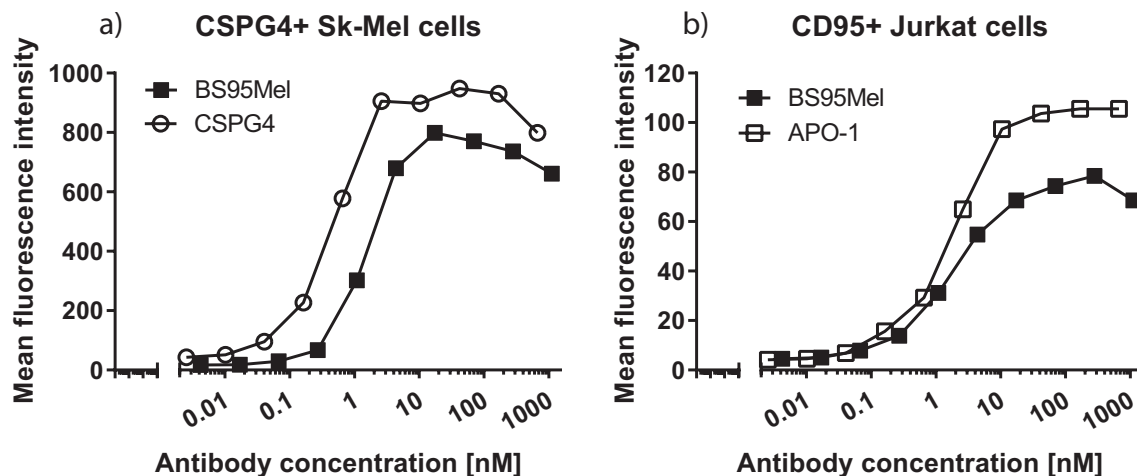 a) CSPG4+ Sk-Mel cells
Mean fluorescence intensity
1000
800
600
400
200
0
BS95Mel
CSPG4
0.01 0.1 1 10 100 1000
Antibody concentration [nM]
b) CD95+ Jurkat cells
Mean fluorescence intensity
120
100
80
60
40
20
0
BS95Mel
APO-1
0.01 0.1 1 10 100 1000
Antibody concentration [nM]